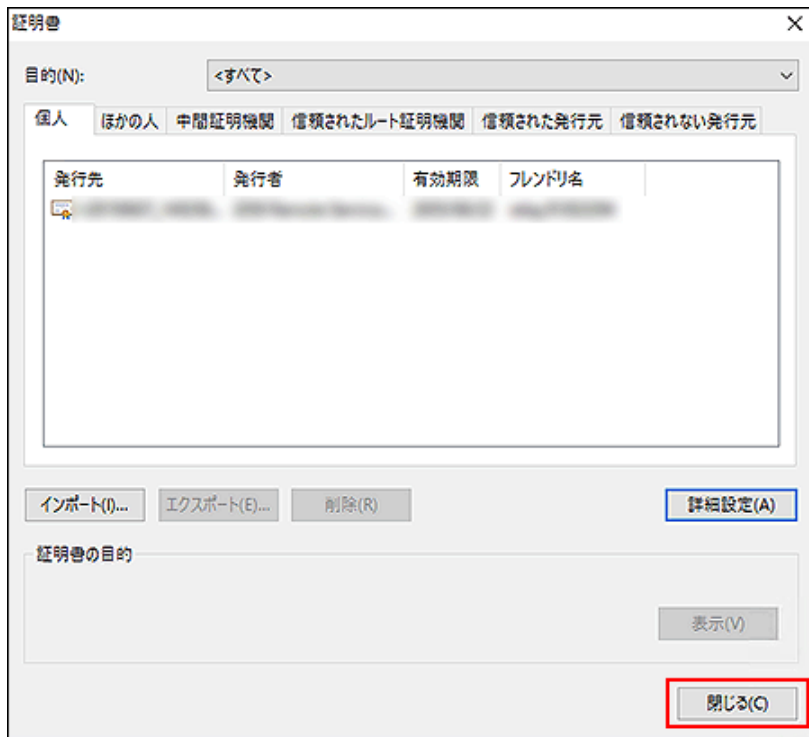 証明書
目的(N): <すべて>
個人 ほかの人 中間証明機関 信頼されたルート証明機関 信頼された発行元 信頼されない発行元
発行先 発行者 有効期限 フレンドリ名
インポート(I)... エクスポート(E)... 削除(R) 詳細設定(A)
証明書の目的
表示(V)
閉じる(C)